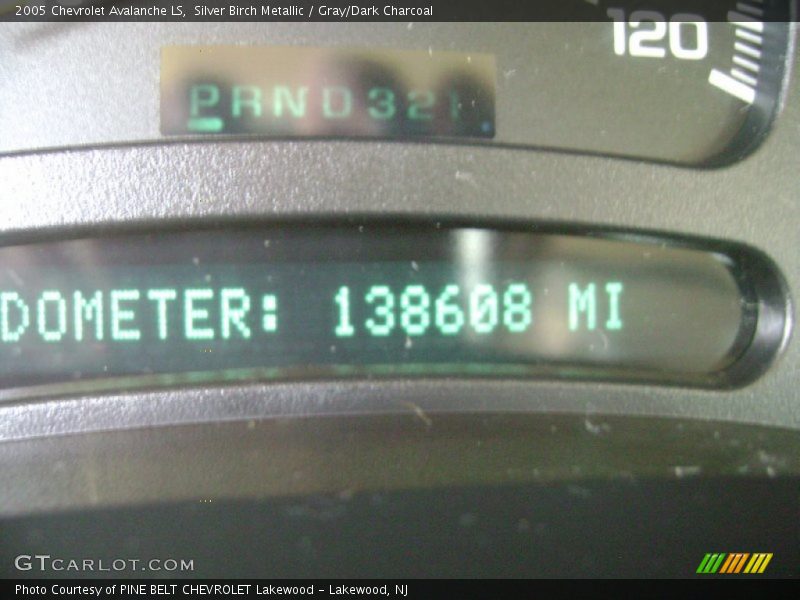 2005 Chevrolet Avalanche LS, Silver Birch Metallic / Gray/Dark Charcoal
120
PRND321
DOMETER: 138608 MI
GTCARLOT.COM
Photo Courtesy of PINE BELT CHEVROLET Lakewood - Lakewood, NJ